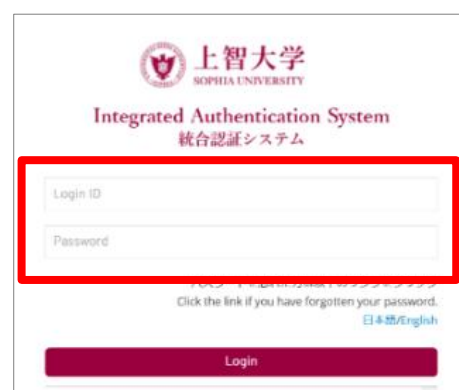 上智大学
SOPHIA UNIVERSITY
Integrated Authentication System
統合認証システム
Login ID
Password
Click the link if you have forgotten your password.
日本語/English
Login